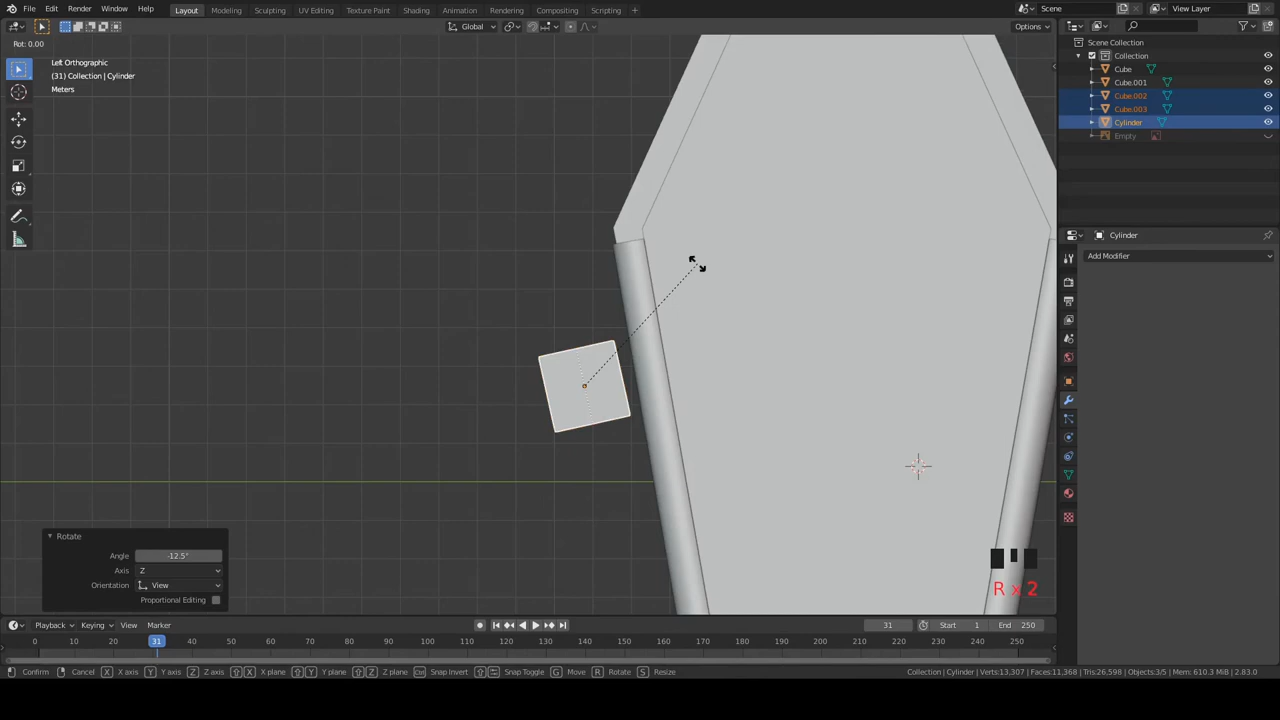 File Edit Render Window Help Layout Modeling Sculpting UV Editing Texture Paint Shading Animation Rendering Compositing Scripting + Scene View Layer
Global Options
Rot: 0.00
Left Orthographic
(31) Collection | Cylinder
Meters
Scene Collection
Collection
Cube
Cube.001
Cube.002
Cube.003
Cylinder
Empty
Cylinder
Add Modifier
Rotate
Angle -12.5°
Axis Z
Orientation View
Proportional Editing
R x 2
Playback Keying View Marker 31 Start 1 End 250
0 10 20 31 40 50 60 70 80 90 100 110 120 130 140 150 160 170 180 190 200 210 220 230 240 250
Confirm Cancel X X axis Y Y axis Z Z axis X X plane Y Y plane Z Z plane Ctrl Snap Invert Snap Toggle G Move R Rotate S Resize Collection | Cylinder | Verts:13,307 | Faces:11,368 | Tris:26,598 | Objects:3/5 | Mem: 610.3 MiB | 2.83.0